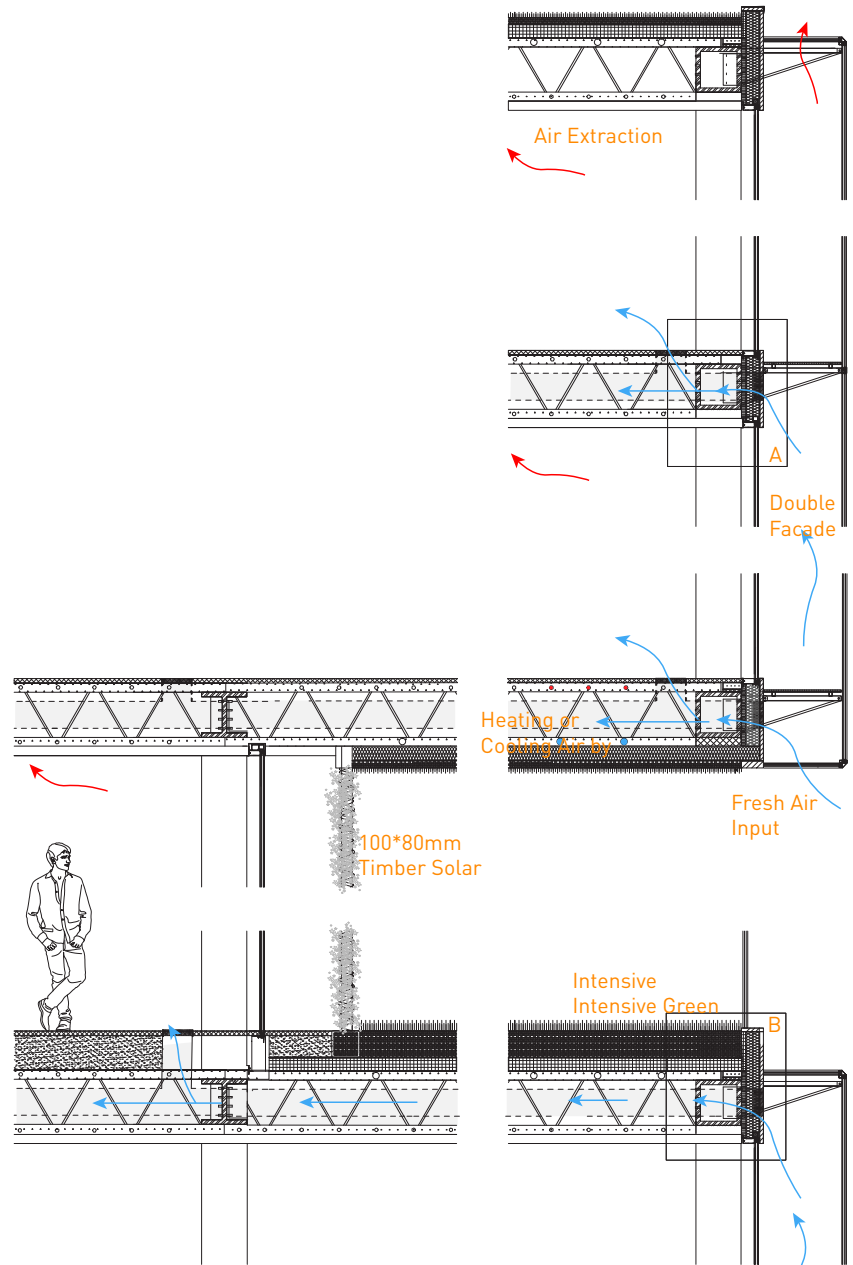 Air Extraction
A
Double
Facade
Heating or
Cooling Air by
Fresh Air
Input
100*80mm
Timber Solar
Intensive
Intensive Green
B